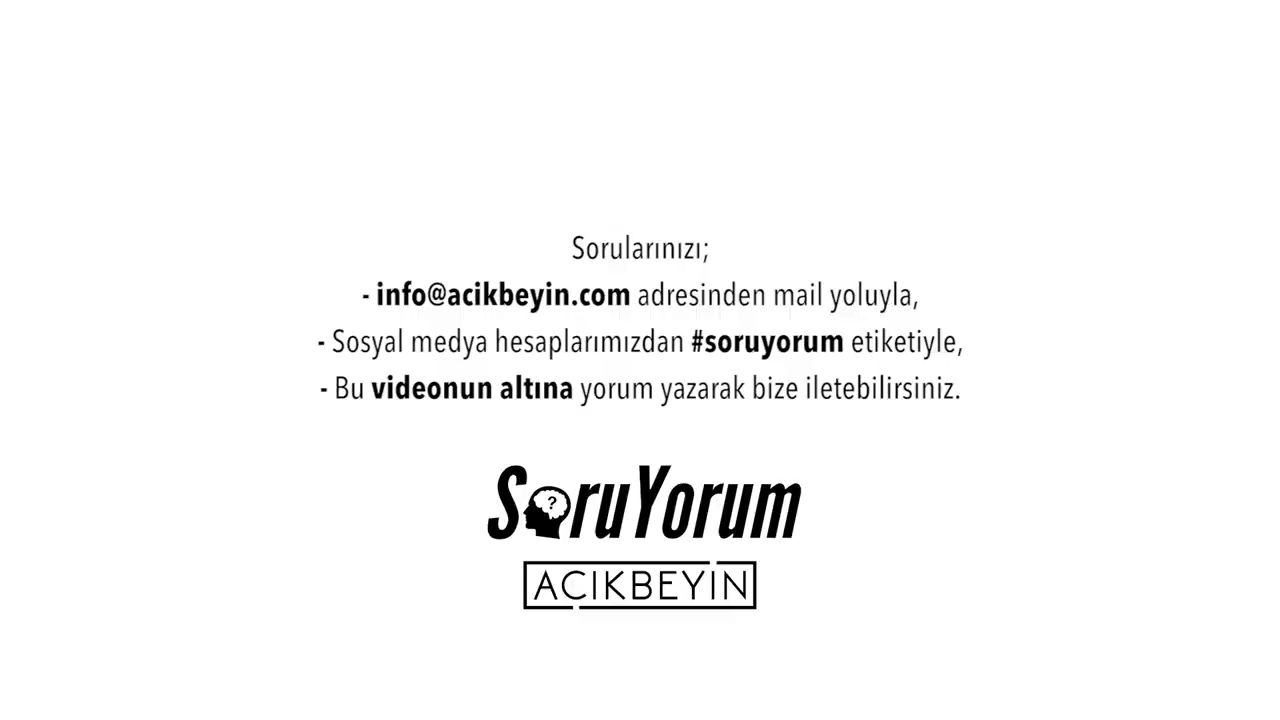 Sorularınızı;
- info@acikbeyin.com adresinden mail yoluyla,
- Sosyal medya hesaplarımızdan #soruyorum etiketiyle,
- Bu videonun altına yorum yazarak bize iletebilirsiniz.
SoruYorum
AÇIKBEYİN